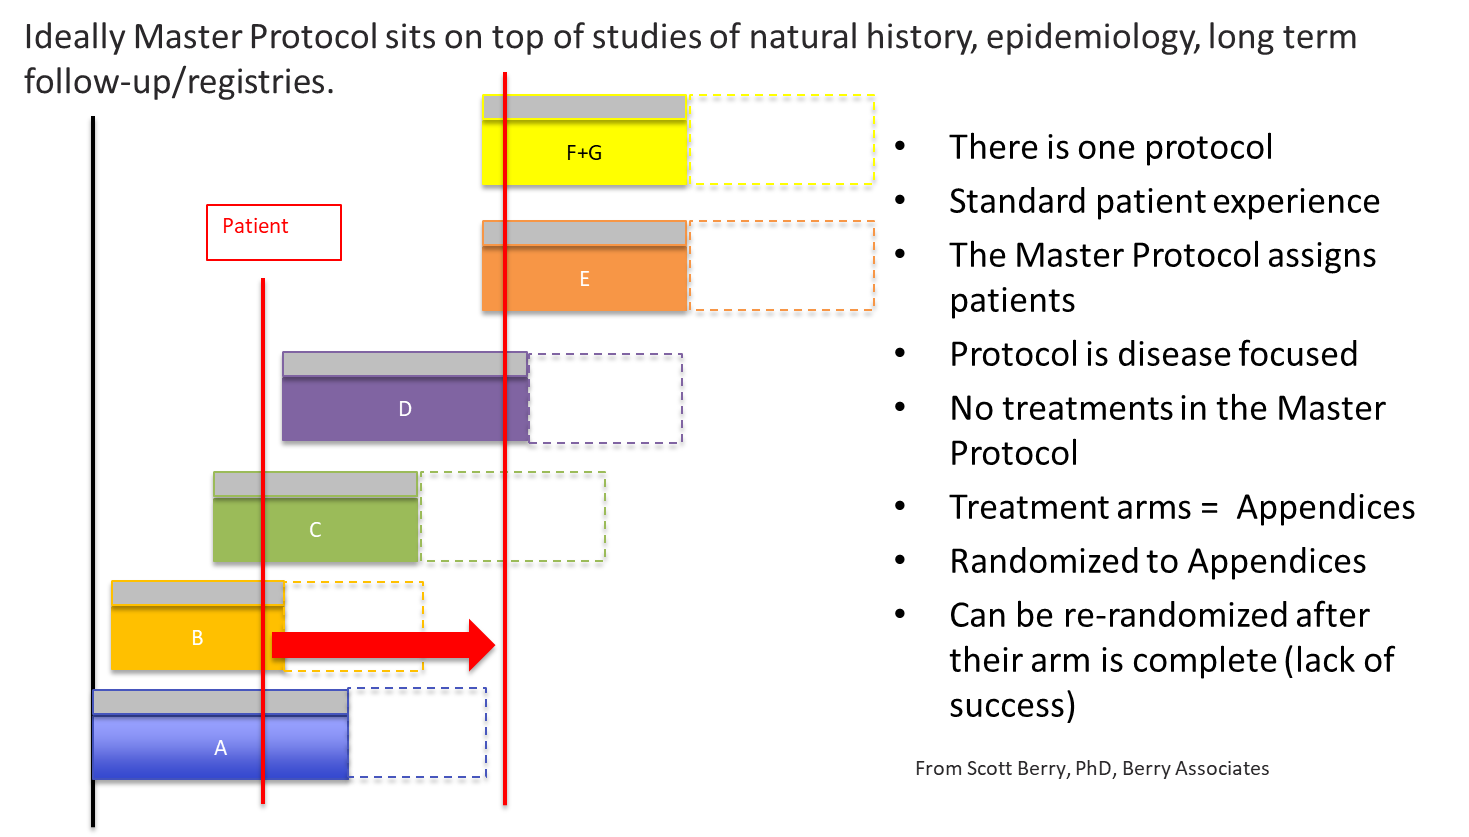 Ideally Master Protocol sits on top of studies of natural history, epidemiology, long term
follow-up/registries.
F+G
Patient
E
D
C
B
A
• There is one protocol
• Standard patient experience
• The Master Protocol assigns
patients
• Protocol is disease focused
• No treatments in the Master
Protocol
• Treatment arms = Appendices
• Randomized to Appendices
• Can be re-randomized after
their arm is complete (lack of
success)
From Scott Berry, PhD, Berry Associates